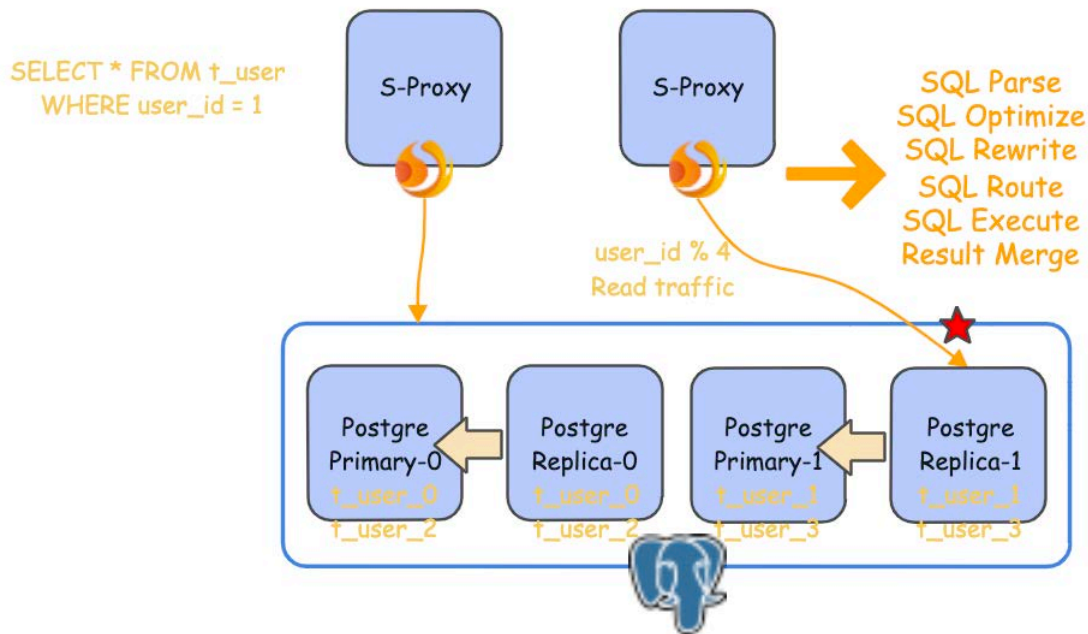 SELECT * FROM t_user
WHERE user_id = 1
S-Proxy
S-Proxy
SQL Parse
SQL Optimize
SQL Rewrite
SQL Route
SQL Execute
Result Merge
user_id % 4
Read traffic
Postgre
Primary-0
t_user_0
t_user_2
Postgre
Replica-0
t_user_0
t_user_2
Postgre
Primary-1
t_user_1
t_user_3
Postgre
Replica-1
t_user_1
t_user_3